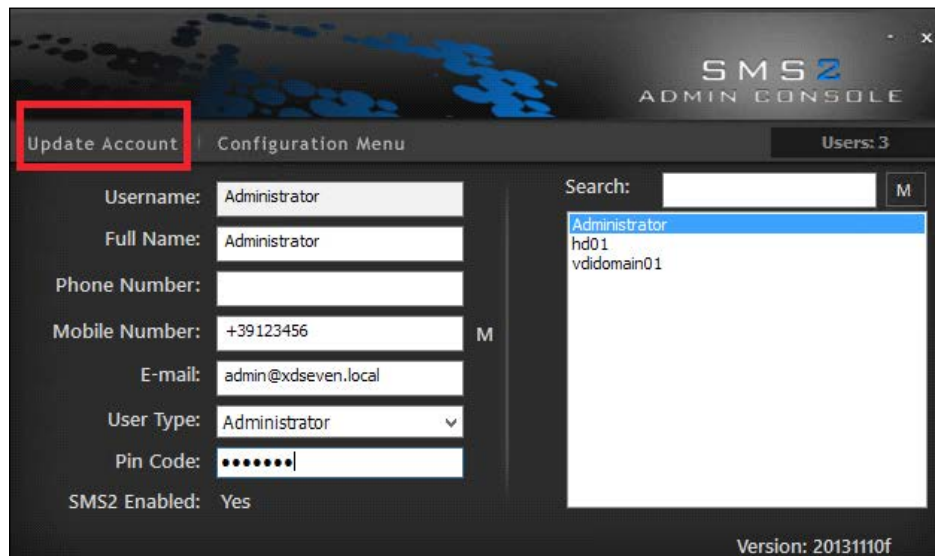 - x
SMS2
ADMIN CONSOLE
Update Account | Configuration Menu
Users: 3
Username: Administrator
Full Name: Administrator
Phone Number:
Mobile Number: +39123456 M
E-mail: admin@xdseven.local
User Type: Administrator
Pin Code: •••••••
SMS2 Enabled: Yes
Search: M
Administrator
hd01
vdidomain01
Version: 20131110f